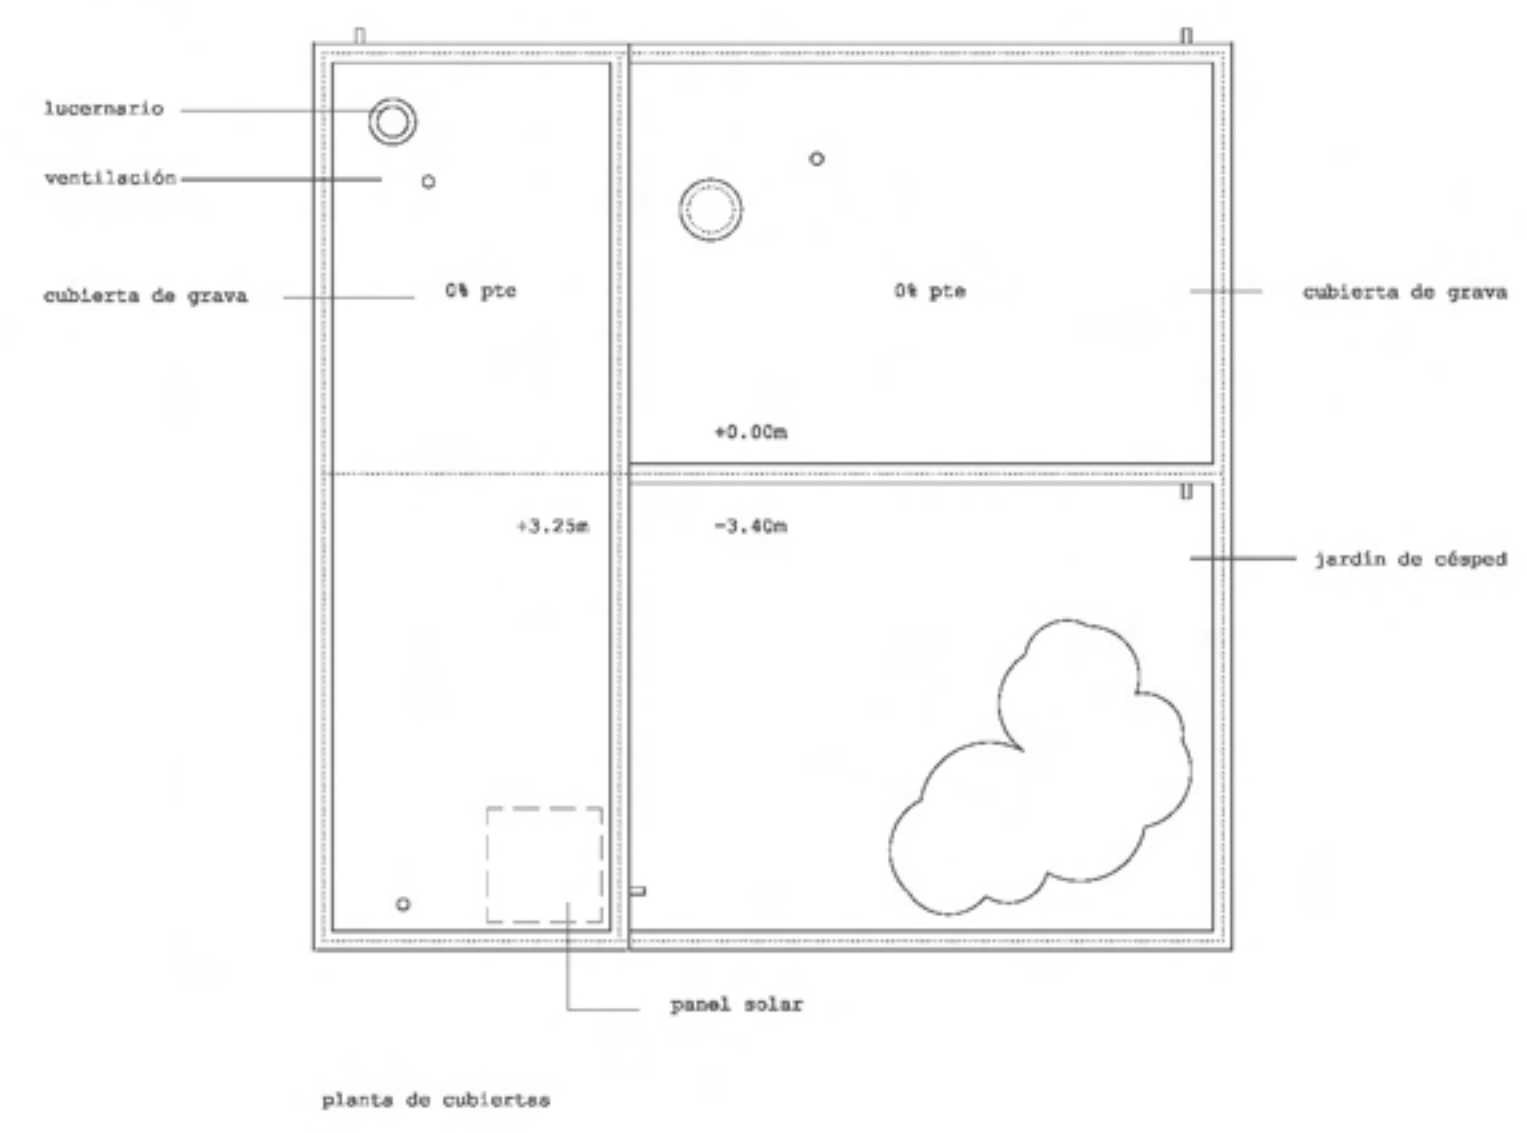 lucernario
ventilación
cubierta de grava
0% pte
0% pte
cubierta de grava
+0.00m
+3.25m
-3.40m
jardín de césped
panel solar
planta de cubiertas